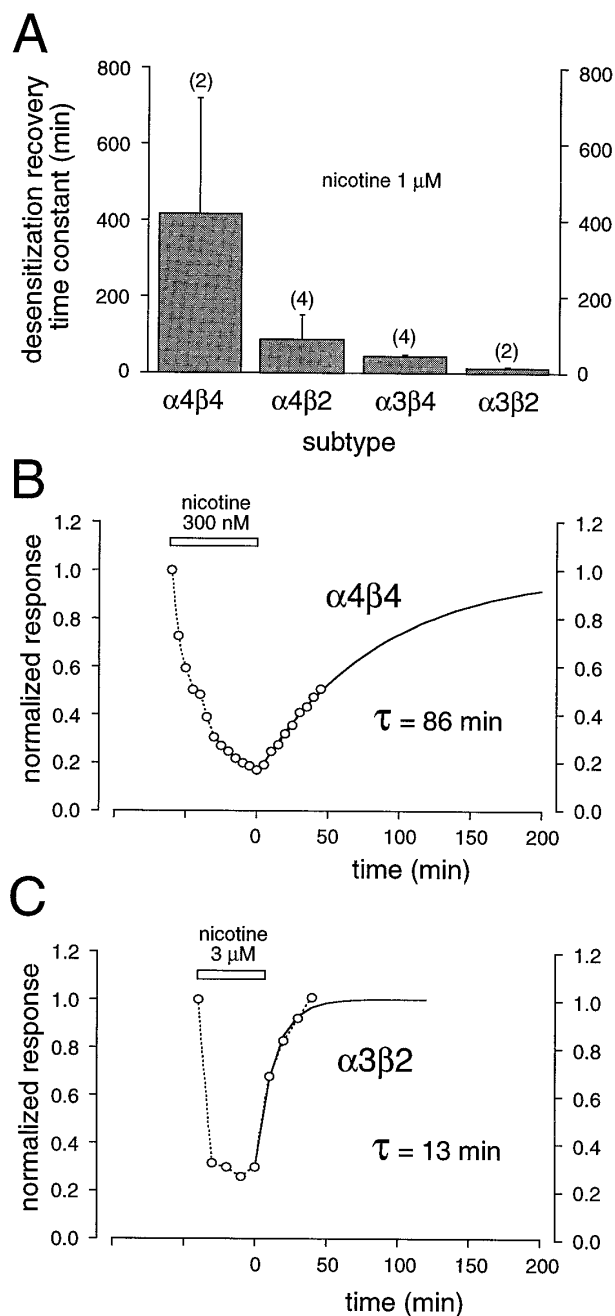 A
desensitization recovery
time constant (min)
800
600
400
200
0
(2)
(4)
(4)
(2)
nicotine 1 μM
800
600
400
200
0
α4β4 α4β2 α3β4 α3β2
subtype
B
nicotine
300 nM
normalized response
1.2
1.0
0.8
0.6
0.4
0.2
0.0
α4β4
τ = 86 min
1.2
1.0
0.8
0.6
0.4
0.2
0.0
0 50 100 150 200
time (min)
C
nicotine
3 μM
normalized response
1.2
1.0
0.8
0.6
0.4
0.2
0.0
α3β2
τ = 13 min
1.2
1.0
0.8
0.6
0.4
0.2
0.0
0 50 100 150 200
time (min)